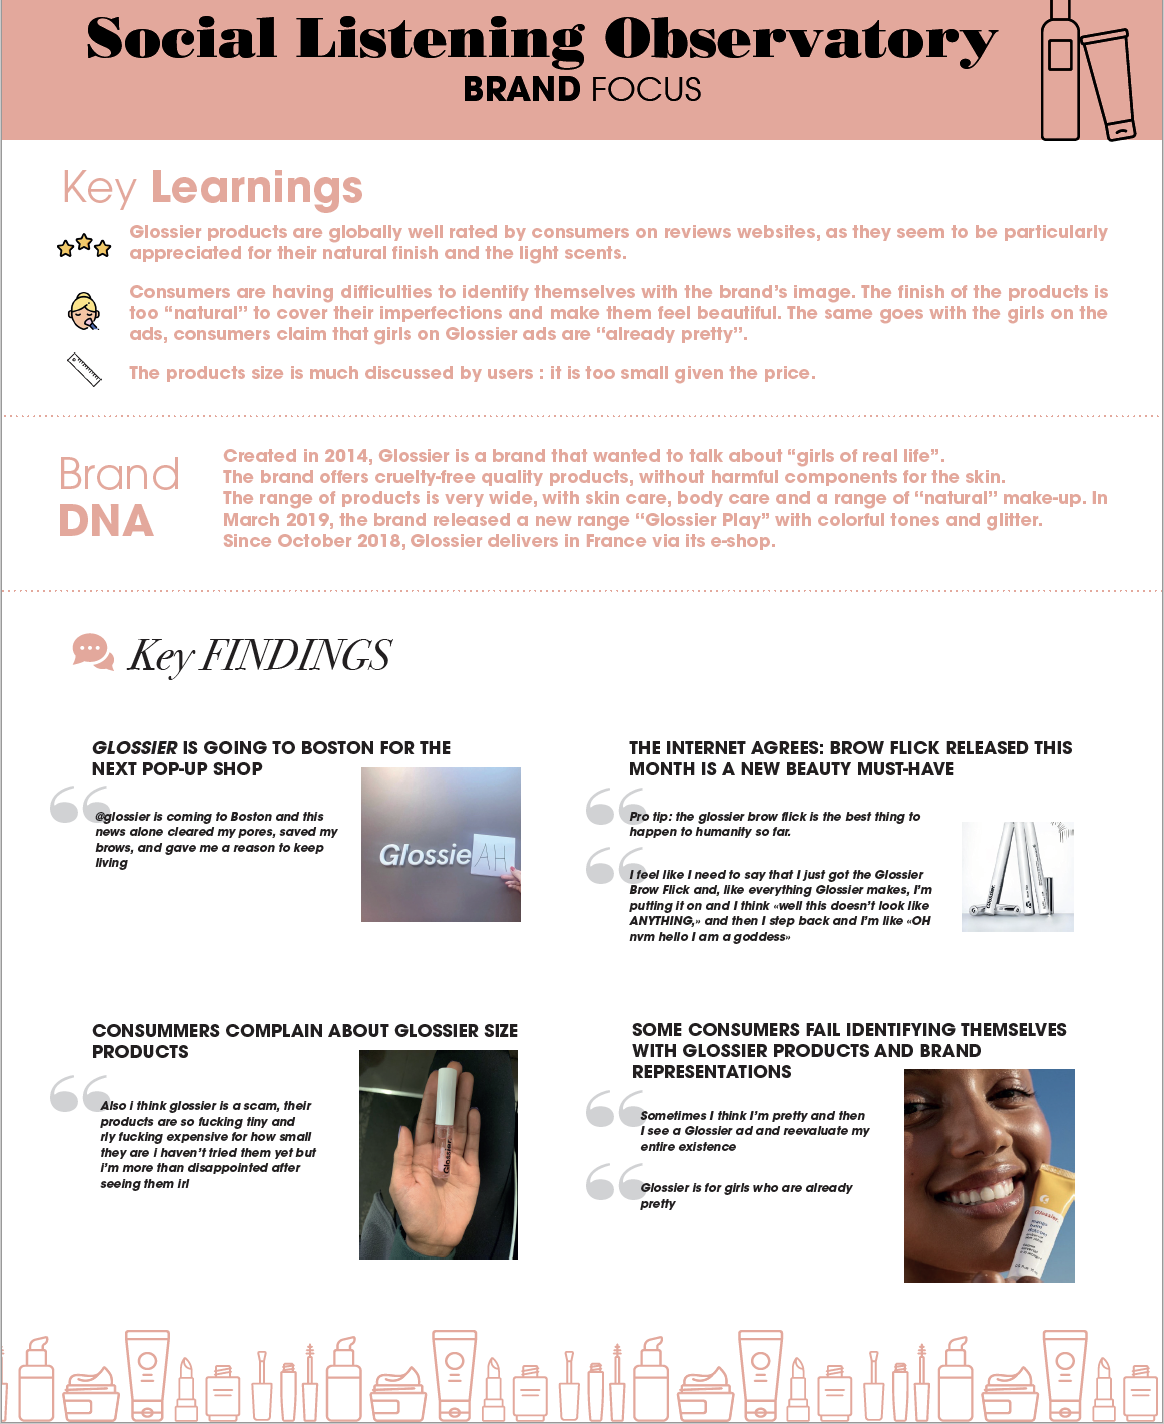 Social Listening Observatory
BRAND FOCUS
Key Learnings
Glossier products are globally well rated by consumers on reviews websites, as they seem to be particularly
appreciated for their natural finish and the light scents.
Consumers are having difficulties to identify themselves with the brand's image. The finish of the products is
too “natural” to cover their imperfections and make them feel beautiful. The same goes with the girls on the
ads, consumers claim that girls on Glossier ads are “already pretty”.
The products size is much discussed by users : it is too small given the price.
Brand
DNA
Created in 2014, Glossier is a brand that wanted to talk about “girls of real life”.
The brand offers cruelty-free quality products, without harmful components for the skin.
The range of products is very wide, with skin care, body care and a range of “natural” make-up. In
March 2019, the brand released a new range “Glossier Play” with colorful tones and glitter.
Since October 2018, Glossier delivers in France via its e-shop.
Key FINDINGS
GLOSSIER IS GOING TO BOSTON FOR THE
NEXT POP-UP SHOP
@glossier is coming to Boston and this
news alone cleared my pores, saved my
brows, and gave me a reason to keep
living
Glossie AH
THE INTERNET AGREES: BROW FLICK RELEASED THIS
MONTH IS A NEW BEAUTY MUST-HAVE
Pro tip: the glossier brow flick is the best thing to
happen to humanity so far.
I feel like I need to say that I just got the Glossier
Brow Flick and, like everything Glossier makes, I'm
putting it on and I think «well this doesn't look like
ANYTHING,» and then I step back and I'm like «OH
nvm hello I am a goddess»
CONSUMMERS COMPLAIN ABOUT GLOSSIER SIZE
PRODUCTS
Also i think glossier is a scam, their
products are so fucking tiny and
rly fucking expensive for how small
they are i haven't tried them yet but
i'm more than disappointed after
seeing them irl
Glossier
SOME CONSUMERS FAIL IDENTIFYING THEMSELVES
WITH GLOSSIER PRODUCTS AND BRAND
REPRESENTATIONS
Sometimes I think I'm pretty and then
I see a Glossier ad and reevaluate my
entire existence
Glossier is for girls who are already
pretty
Glossier